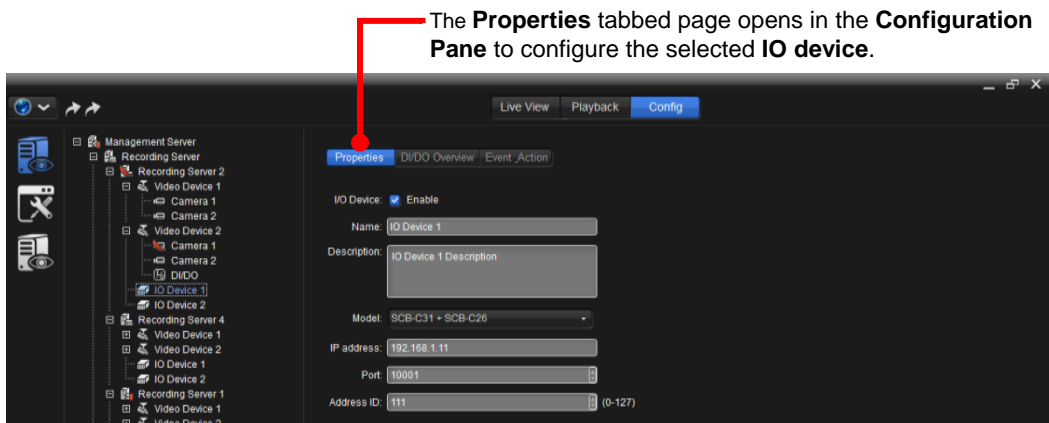 The Properties tabbed page opens in the Configuration
Pane to configure the selected IO device.
Live View Playback Config
Management Server
Recording Server
Recording Server 2
Video Device 1
Camera 1
Camera 2
Video Device 2
Camera 1
Camera 2
DI/DO
IO Device 1
IO Device 2
Recording Server 4
Video Device 1
Video Device 2
IO Device 1
IO Device 2
Recording Server 1
Video Device 1
Video Device 2
Properties DI/DO Overview Event_Action
I/O Device: Enable
Name: IO Device 1
Description: IO Device 1 Description
Model: SCB-C31 + SCB-C26
IP address: 192.168.1.11
Port: 10001
Address ID: 111 (0-127)